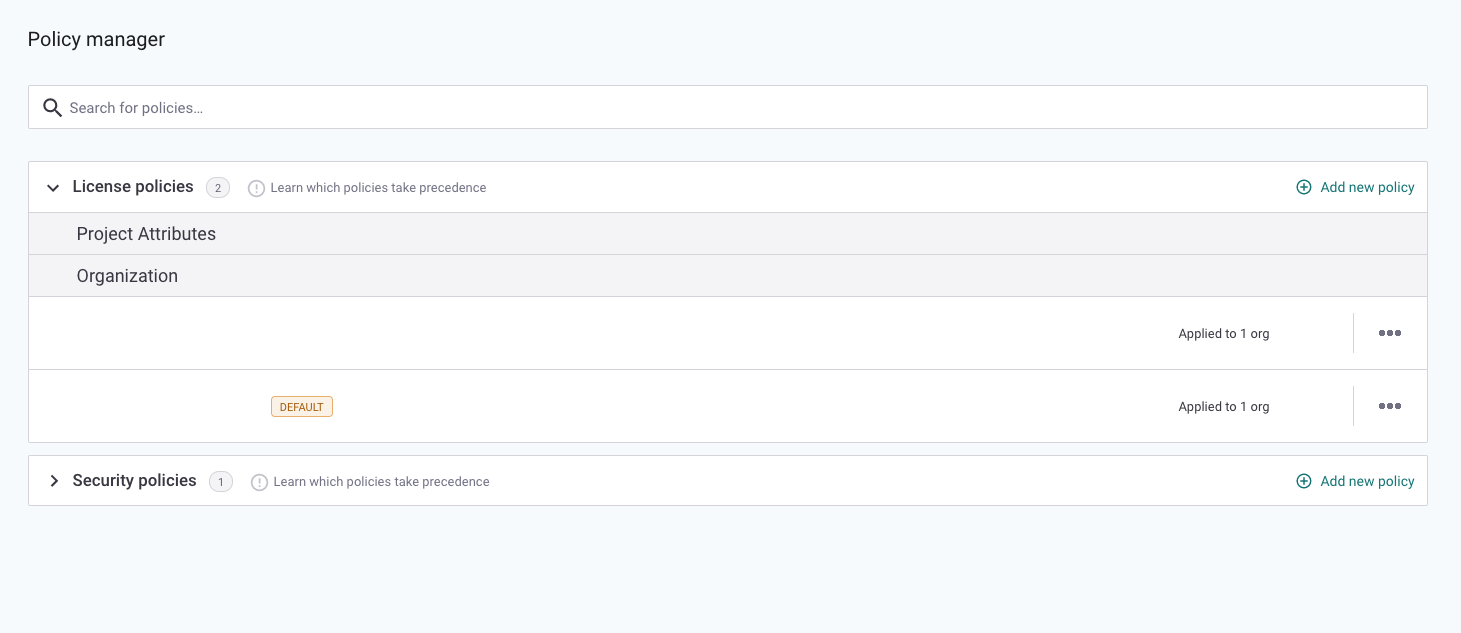 Policy manager
Search for policies...
License policies 2 Learn which policies take precedence Add new policy
Project Attributes
Organization
Applied to 1 org
DEFAULT Applied to 1 org
Security policies 1 Learn which policies take precedence Add new policy